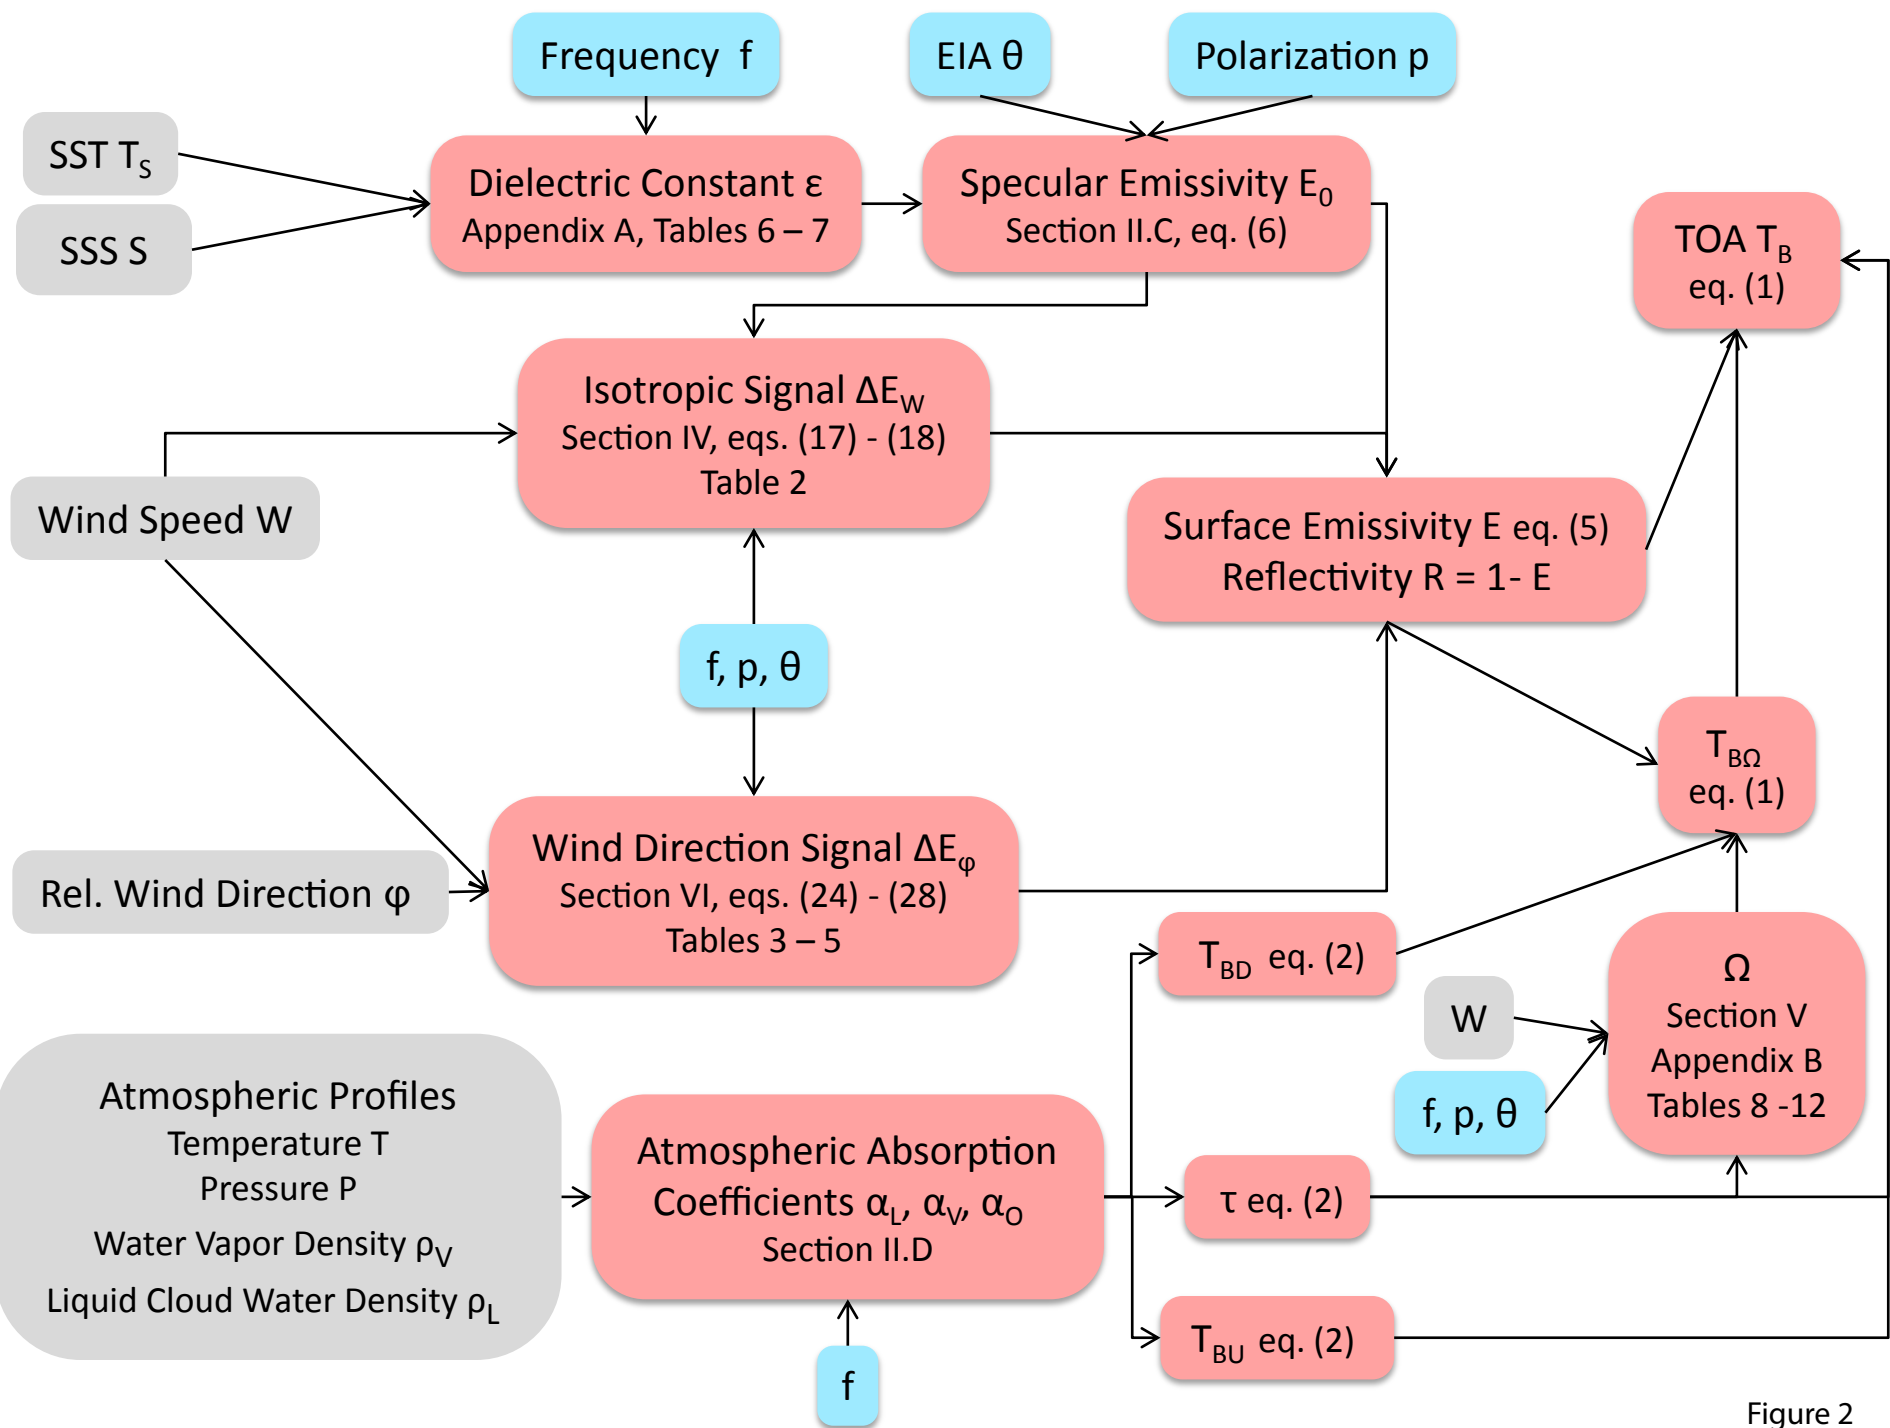 Frequency f
EIA θ
Polarization p
SST T_S
SSS S
Dielectric Constant ε
Appendix A, Tables 6 – 7
Specular Emissivity E_0
Section II.C, eq. (6)
TOA T_B
eq. (1)
Isotropic Signal ΔE_W
Section IV, eqs. (17) - (18)
Table 2
Wind Speed W
Surface Emissivity E eq. (5)
Reflectivity R = 1- E
f, p, θ
T_BΩ
eq. (1)
Wind Direction Signal ΔE_φ
Section VI, eqs. (24) - (28)
Tables 3 – 5
Rel. Wind Direction φ
T_BD eq. (2)
W
f, p, θ
Ω
Section V
Appendix B
Tables 8 -12
Atmospheric Profiles
Temperature T
Pressure P
Water Vapor Density ρ_V
Liquid Cloud Water Density ρ_L
Atmospheric Absorption
Coefficients α_L, α_V, α_O
Section II.D
τ eq. (2)
T_BU eq. (2)
f
Figure 2